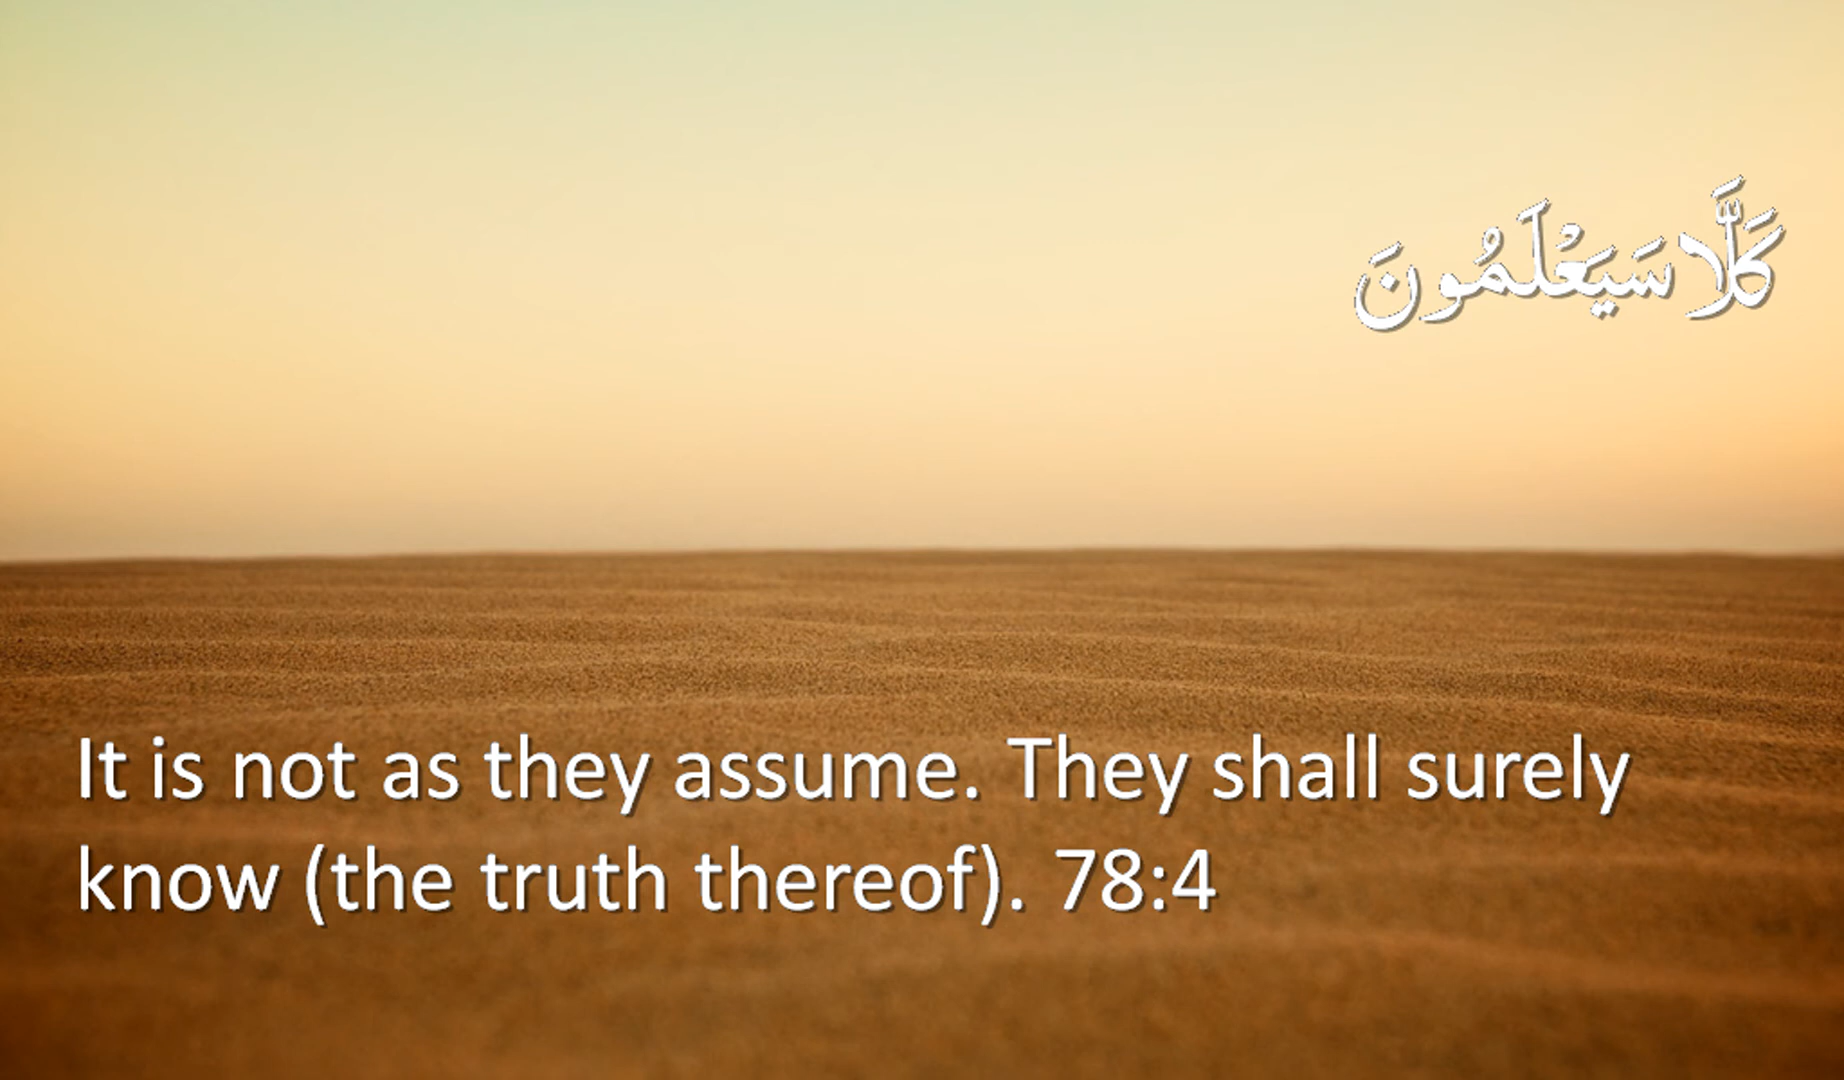 كَلَّا سَيَعْلَمُونَ
It is not as they assume. They shall surely
know (the truth thereof). 78:4